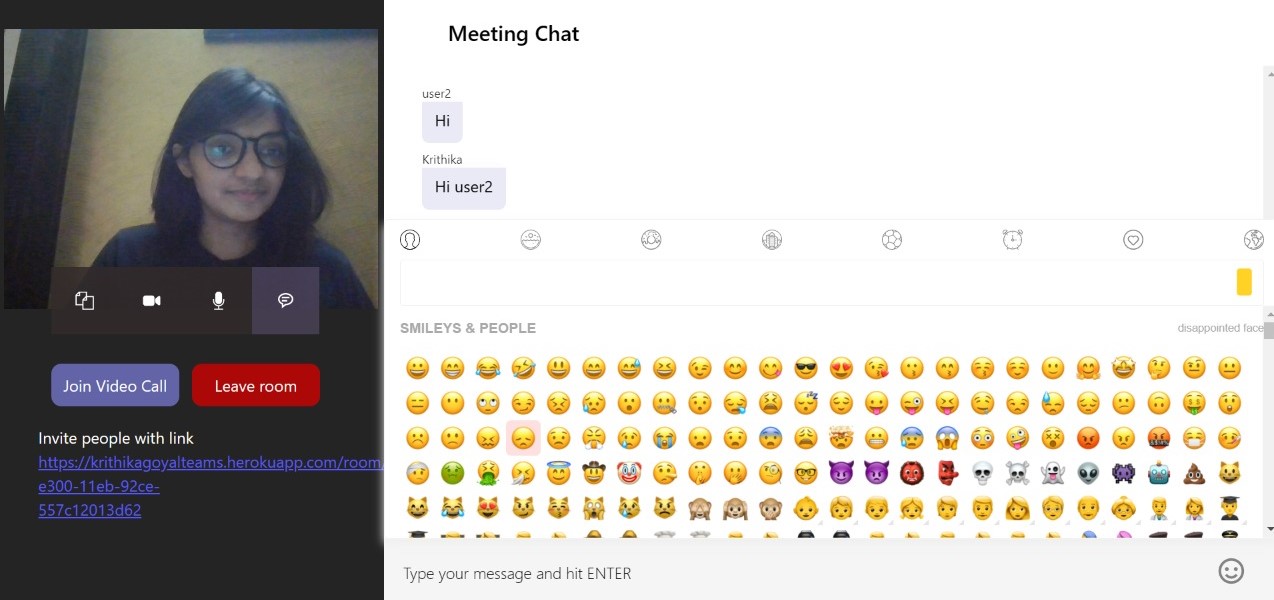 Meeting Chat
user2
Hi
Krithika
Hi user2
SMILEYS & PEOPLE
disappointed face
Join Video Call
Leave room
Invite people with link
https://krithikagoyalteams.herokuapp.com/room/
e300-11eb-92ce-
557c12013d62
Type your message and hit ENTER